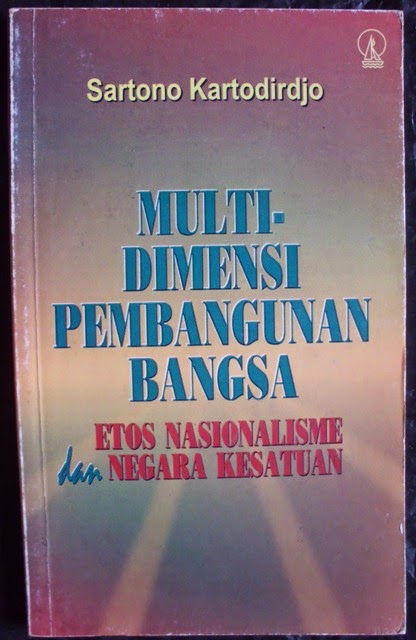 Sartono Kartodirdjo
MULTI-
DIMENSI
PEMBANGUNAN
BANGSA
ETOS NASIONALISME
dan NEGARA KESATUAN